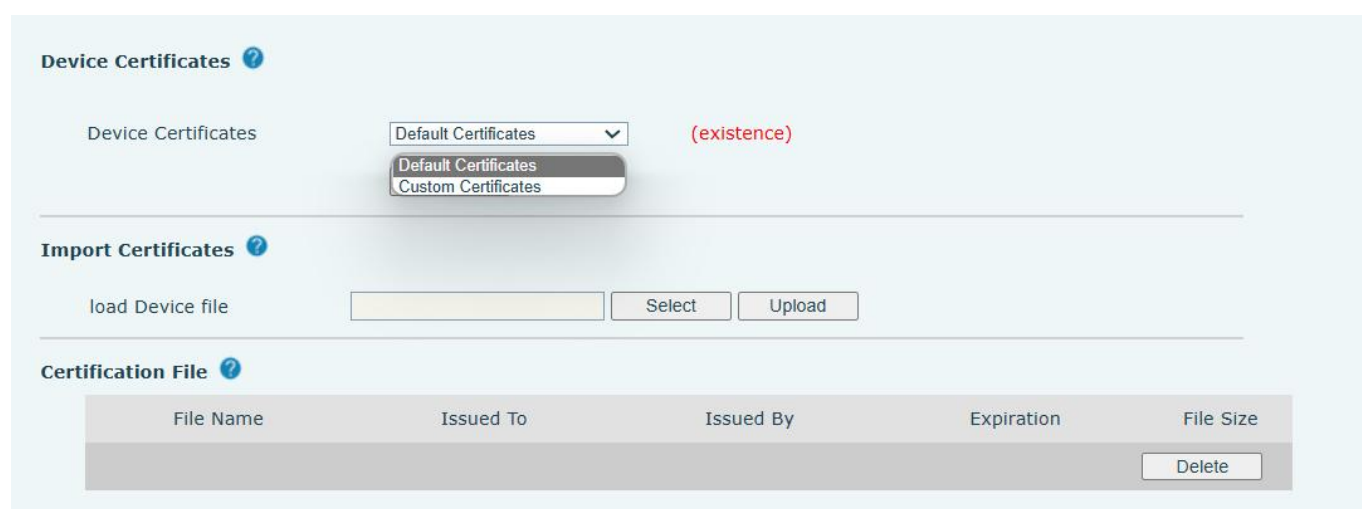 Device Certificates ?
Device Certificates Default Certificates (existence)
Default Certificates
Custom Certificates
Import Certificates ?
load Device file Select Upload
Certification File ?
File Name Issued To Issued By Expiration File Size
Delete